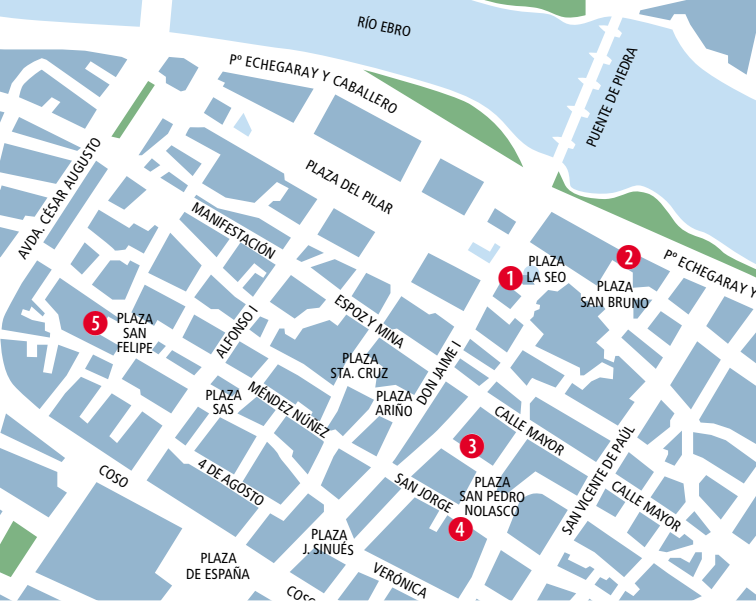 RÍO EBRO
Pº ECHEGARAY Y CABALLERO
PUENTE DE PIEDRA
AVDA. CÉSAR AUGUSTO
PLAZA DEL PILAR
MANIFESTACIÓN
1
PLAZA
LA SEO
2
Pº ECHEGARAY Y
PLAZA
SAN BRUNO
5
PLAZA
SAN
FELIPE
ALFONSO I
ESPOZ Y MINA
DON JAIME I
PLAZA
STA. CRUZ
PLAZA
ARIÑO
PLAZA
SAS
MÉNDEZ NÚÑEZ
CALLE MAYOR
3
SAN VICENTE DE PAÚL
COSO
4 DE AGOSTO
SAN JORGE
PLAZA
SAN PEDRO
NOLASCO
CALLE MAYOR
4
PLAZA
J. SINUÉS
PLAZA
DE ESPAÑA
VERÓNICA
COSO